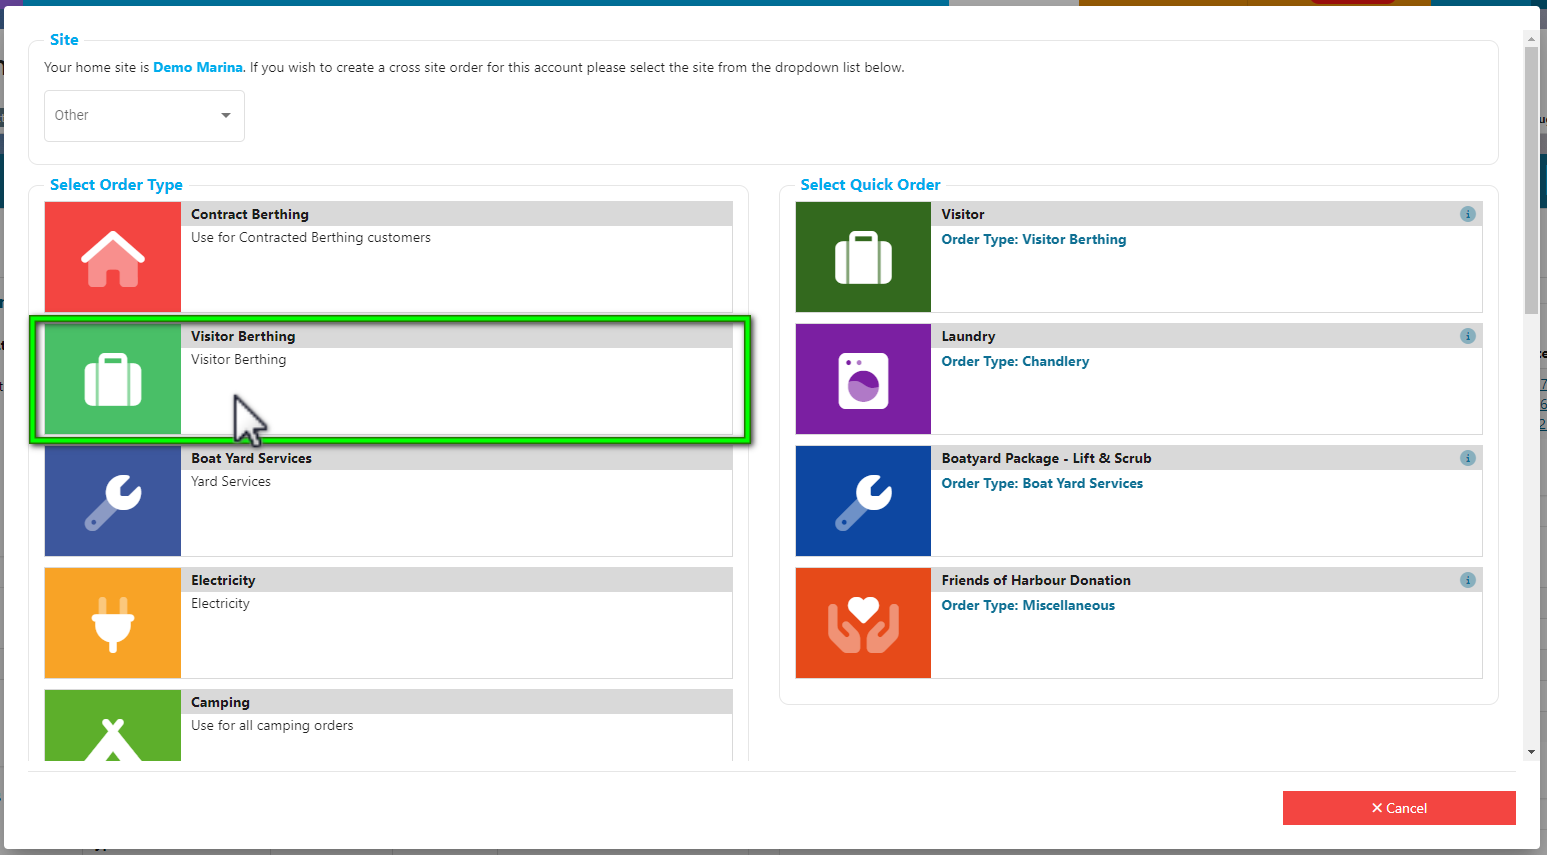 Site
Your home site is Demo Marina. If you wish to create a cross site order for this account please select the site from the dropdown list below.
Other
Select Order Type
Contract Berthing
Use for Contracted Berthing customers
Visitor Berthing
Visitor Berthing
Boat Yard Services
Yard Services
Electricity
Electricity
Camping
Use for all camping orders
Select Quick Order
Visitor
Order Type: Visitor Berthing
Laundry
Order Type: Chandlery
Boatyard Package - Lift & Scrub
Order Type: Boat Yard Services
Friends of Harbour Donation
Order Type: Miscellaneous
Cancel